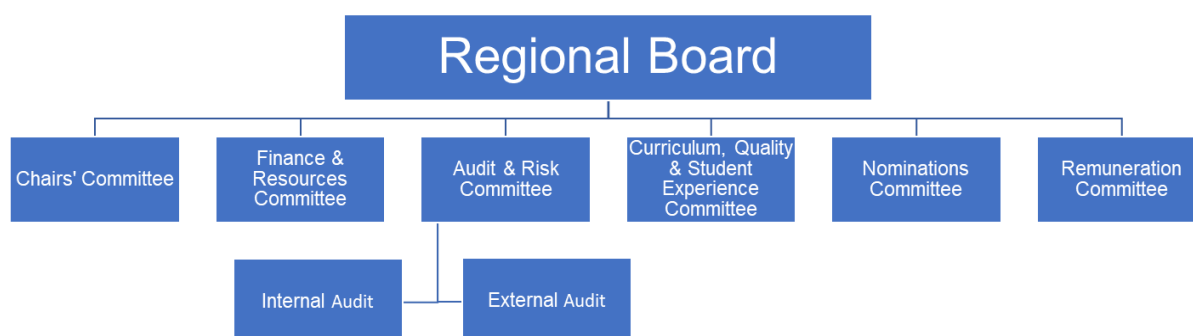 Regional Board
Chairs' Committee
Finance &
Resources
Committee
Audit & Risk
Committee
Curriculum, Quality
& Student
Experience
Committee
Nominations
Committee
Remuneration
Committee
Internal Audit
External Audit